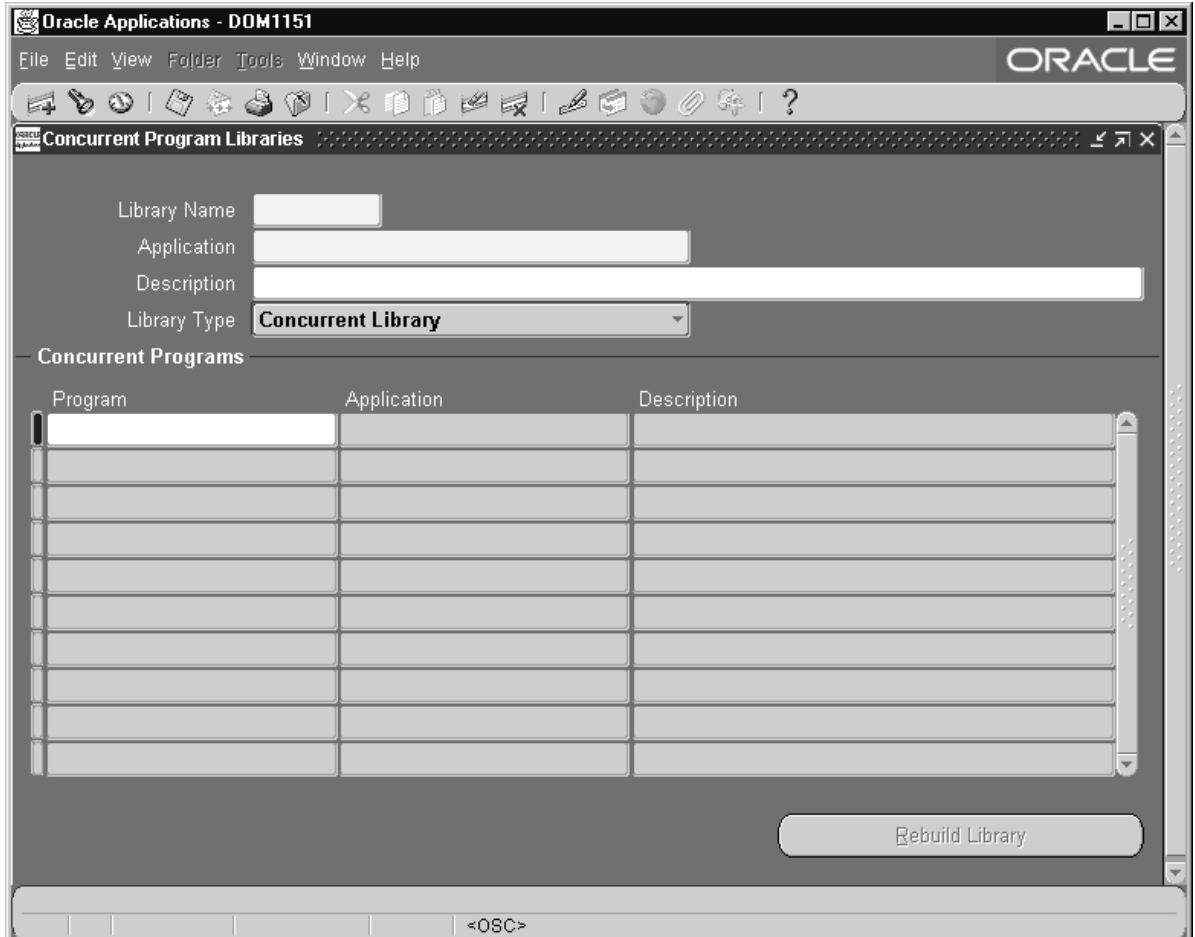 Oracle Applications - DOM1151
File Edit View Folder Tools Window Help
ORACLE
Concurrent Program Libraries
Library Name
Application
Description
Library Type Concurrent Library
Concurrent Programs
Program Application Description
Rebuild Library
<OSC>